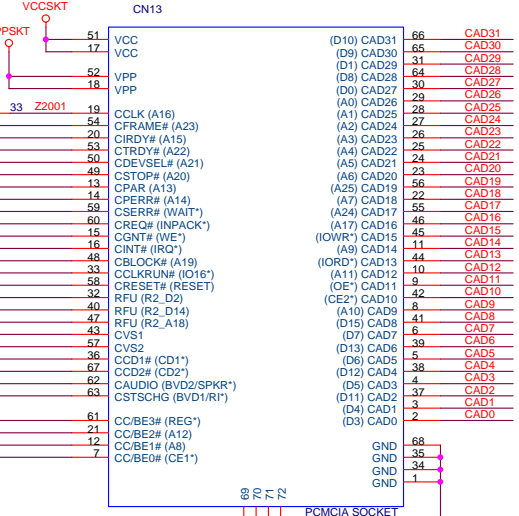 VCCSKT
CN13
PPSKT
51 VCC (D10) CAD31 66 CAD31
17 VCC (D9) CAD30 65 CAD30
(D1) CAD29 31 CAD29
52 VPP (D8) CAD28 64 CAD28
18 VPP (D0) CAD27 30 CAD27
(A0) CAD26 29 CAD26
33 Z2001 19 CCLK (A16) (A1) CAD25 28 CAD25
54 CFRAME# (A23) (A2) CAD24 27 CAD24
20 CIRDY# (A15) (A3) CAD23 26 CAD23
53 CTRDY# (A22) (A4) CAD22 25 CAD22
50 CDEVSEL# (A21) (A5) CAD21 24 CAD21
49 CSTOP# (A20) (A6) CAD20 23 CAD20
13 CPAR (A13) (A25) CAD19 56 CAD19
14 CPERR# (A14) (A7) CAD18 22 CAD18
59 CSERR# (WAIT*) (A24) CAD17 55 CAD17
60 CREQ# (INPACK*) (A17) CAD16 46 CAD16
15 CGNT# (WE*) (IOWR*) CAD15 45 CAD15
16 CINT# (IRQ*) (A9) CAD14 11 CAD14
48 CBLOCK# (A19) (IORD*) CAD13 44 CAD13
33 CCLKRUN# (IO16*) (A11) CAD12 10 CAD12
58 CRESET# (RESET) (OE*) CAD11 9 CAD11
32 RFU (R2_D2) (CE2*) CAD10 42 CAD10
40 RFU (R2_D14) (A10) CAD9 8 CAD9
47 RFU (R2_A18) (D15) CAD8 41 CAD8
43 CVS1 (D7) CAD7 6 CAD7
57 CVS2 (D13) CAD6 39 CAD6
36 CCD1# (CD1*) (D6) CAD5 5 CAD5
67 CCD2# (CD2*) (D12) CAD4 38 CAD4
62 CAUDIO (BVD2/SPKR*) (D5) CAD3 4 CAD3
63 CSTSCHG (BVD1/RI*) (D11) CAD2 37 CAD2
(D4) CAD1 3 CAD1
61 CC/BE3# (REG*) (D3) CAD0 2 CAD0
21 CC/BE2# (A12)
12 CC/BE1# (A8) GND 68
7 CC/BE0# (CE1*) GND 35
GND 34
GND 1
69 70 71 72
PCMCIA SOCKET